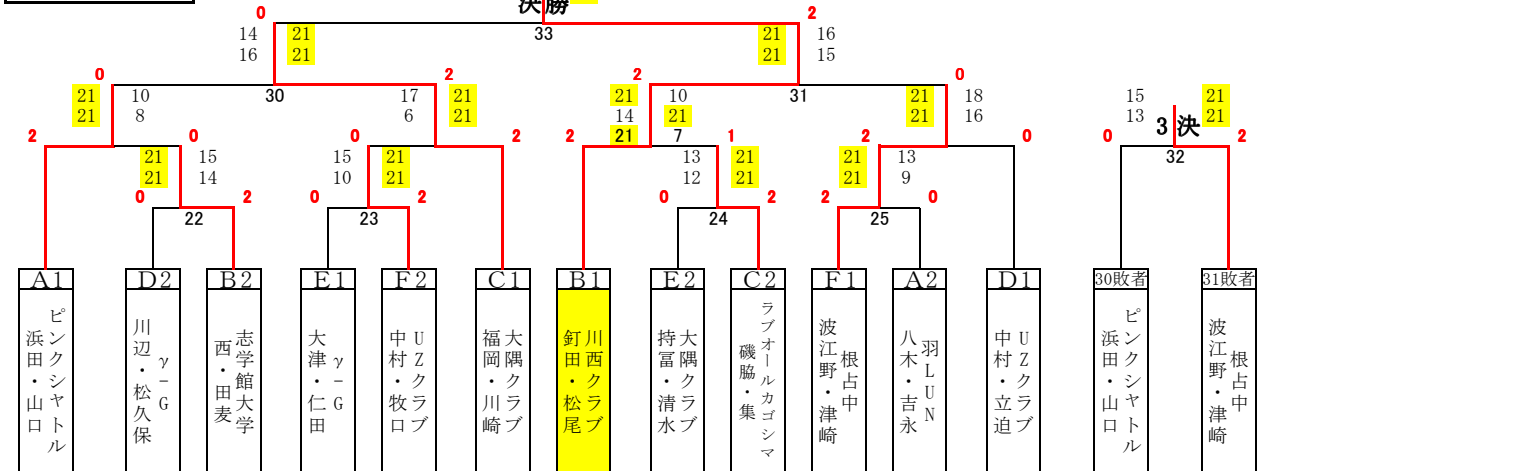 決勝
0 2
14 21 33 21 16
16 21 21 15
0 2 2 0
21 10 30 17 21 21 10 31 21 18 15 21
21 8 6 21 14 21 21 16 13 3決 21
2 0 0 2 2 21 7 1 2 0 0 32 2
21 15 15 21 13 21 21 13
21 14 10 21 12 21 21 9
0 2 0 2 0 2 2 0
22 23 24 25
A1 D2 B2 E1 F2 C1 B1 E2 C2 F1 A2 D1 30敗者 31敗者
ピンクシヤトル
浜田・山口
γ－G
川辺・松久保
志学館大学
西・田麦
γ－G
大津・仁田
UZクラブ
中村・牧口
大隅クラブ
福岡・川崎
川西クラブ
釘田・松尾
大隅クラブ
持冨・清水
ラブオールカゴシマ
磯脇・集
根占中
波江野・津崎
羽LUN
八木・吉永
UZクラブ
中村・立迫
ピンクシヤトル
浜田・山口
根占中
波江野・津崎